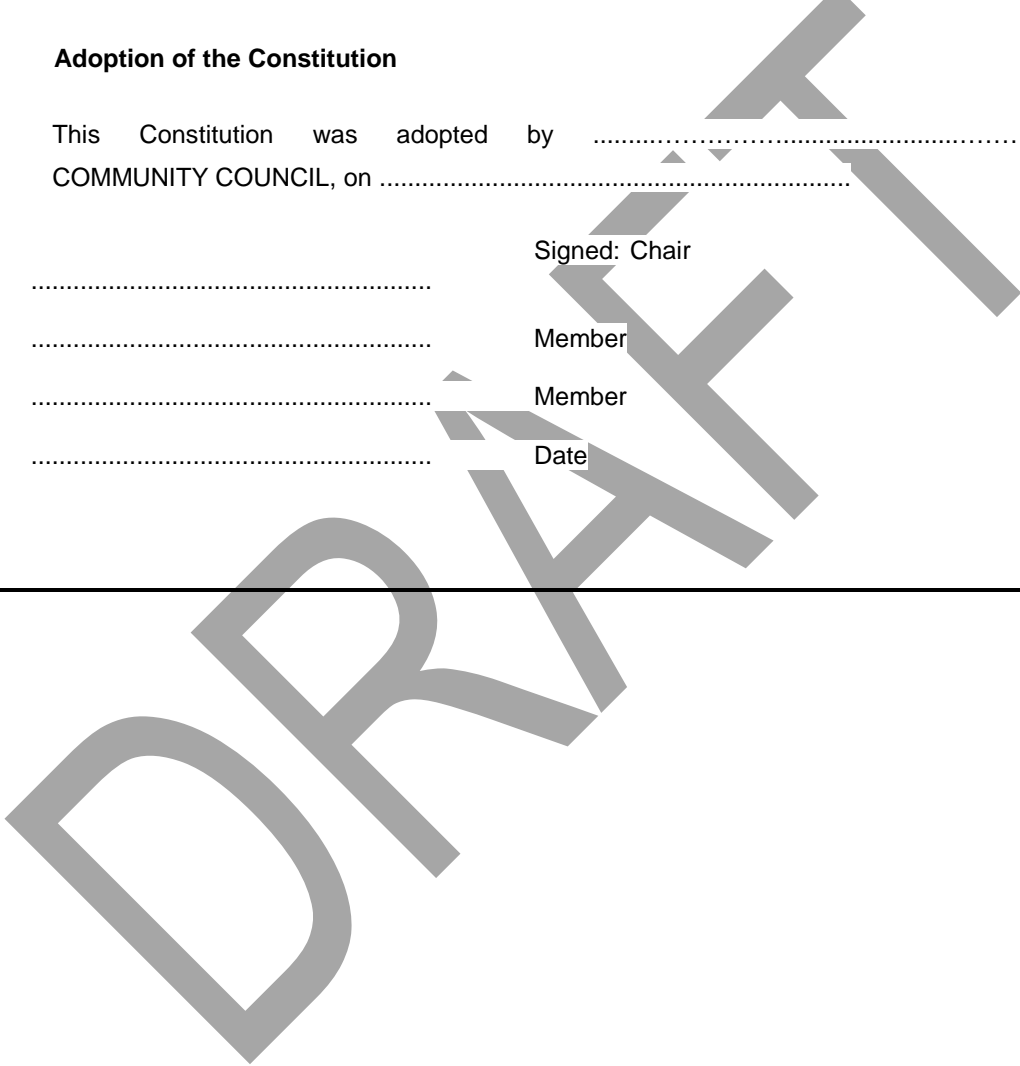 Adoption of the Constitution
This Constitution was adopted by ..............................................................
COMMUNITY COUNCIL, on ...................................................................
Signed: Chair
.........................................................
......................................................... Member
......................................................... Member
......................................................... Date
DRAFT